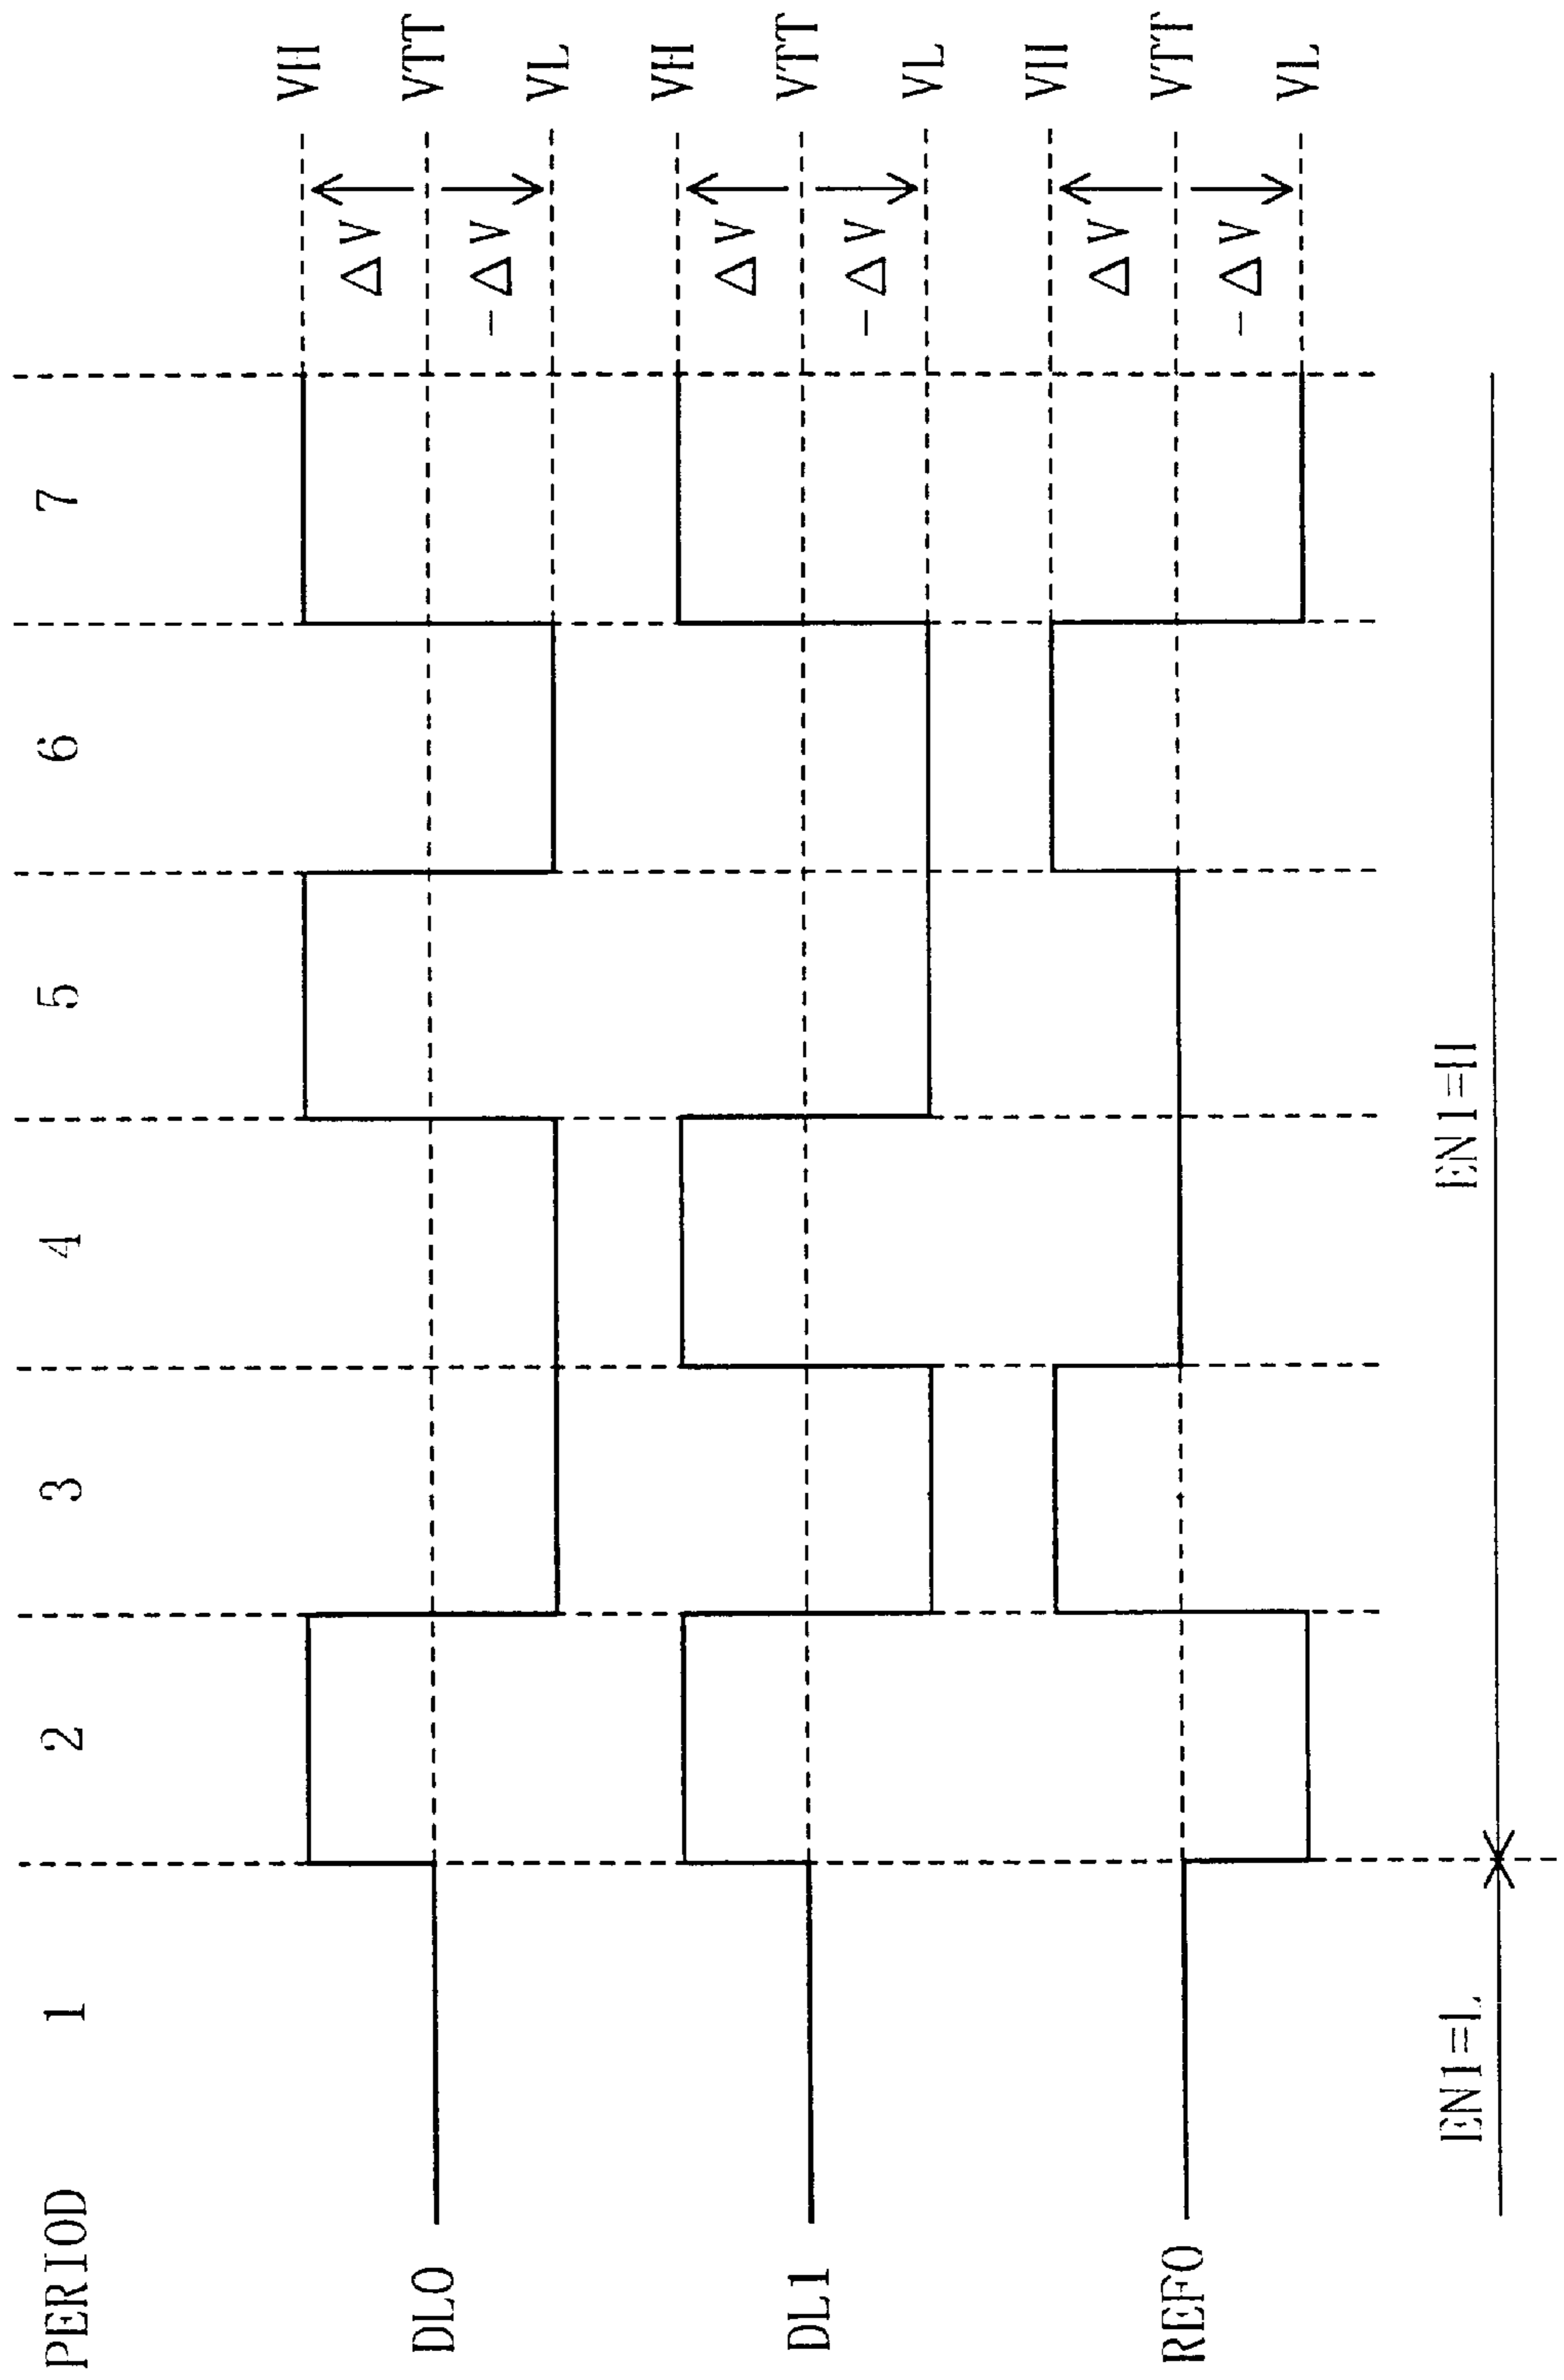 PERIOD 1 2 3 4 5 6 7
DL0
ΔV
-ΔV
VH
VTT
VL
DL1
ΔV
-ΔV
VH
VTT
VL
REF0
ΔV
-ΔV
VH
VTT
VL
EN1=L EN1=H